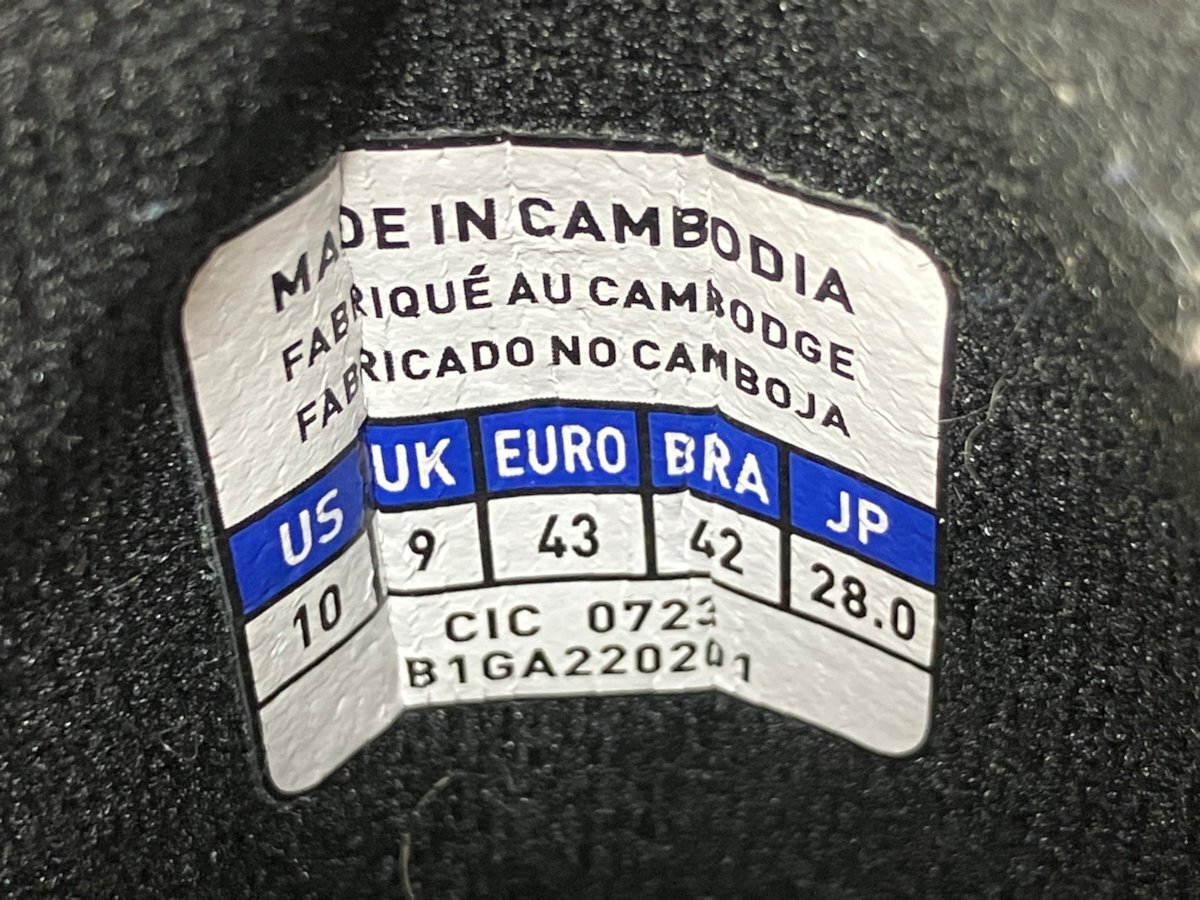 MADE IN CAMBODIA
FABRIQUÉ AU CAMBODGE
FABRICADO NO CAMBOJA
US UK EURO BRA JP
10 9 43 42 28.0
CIC 0723
B1GA220201